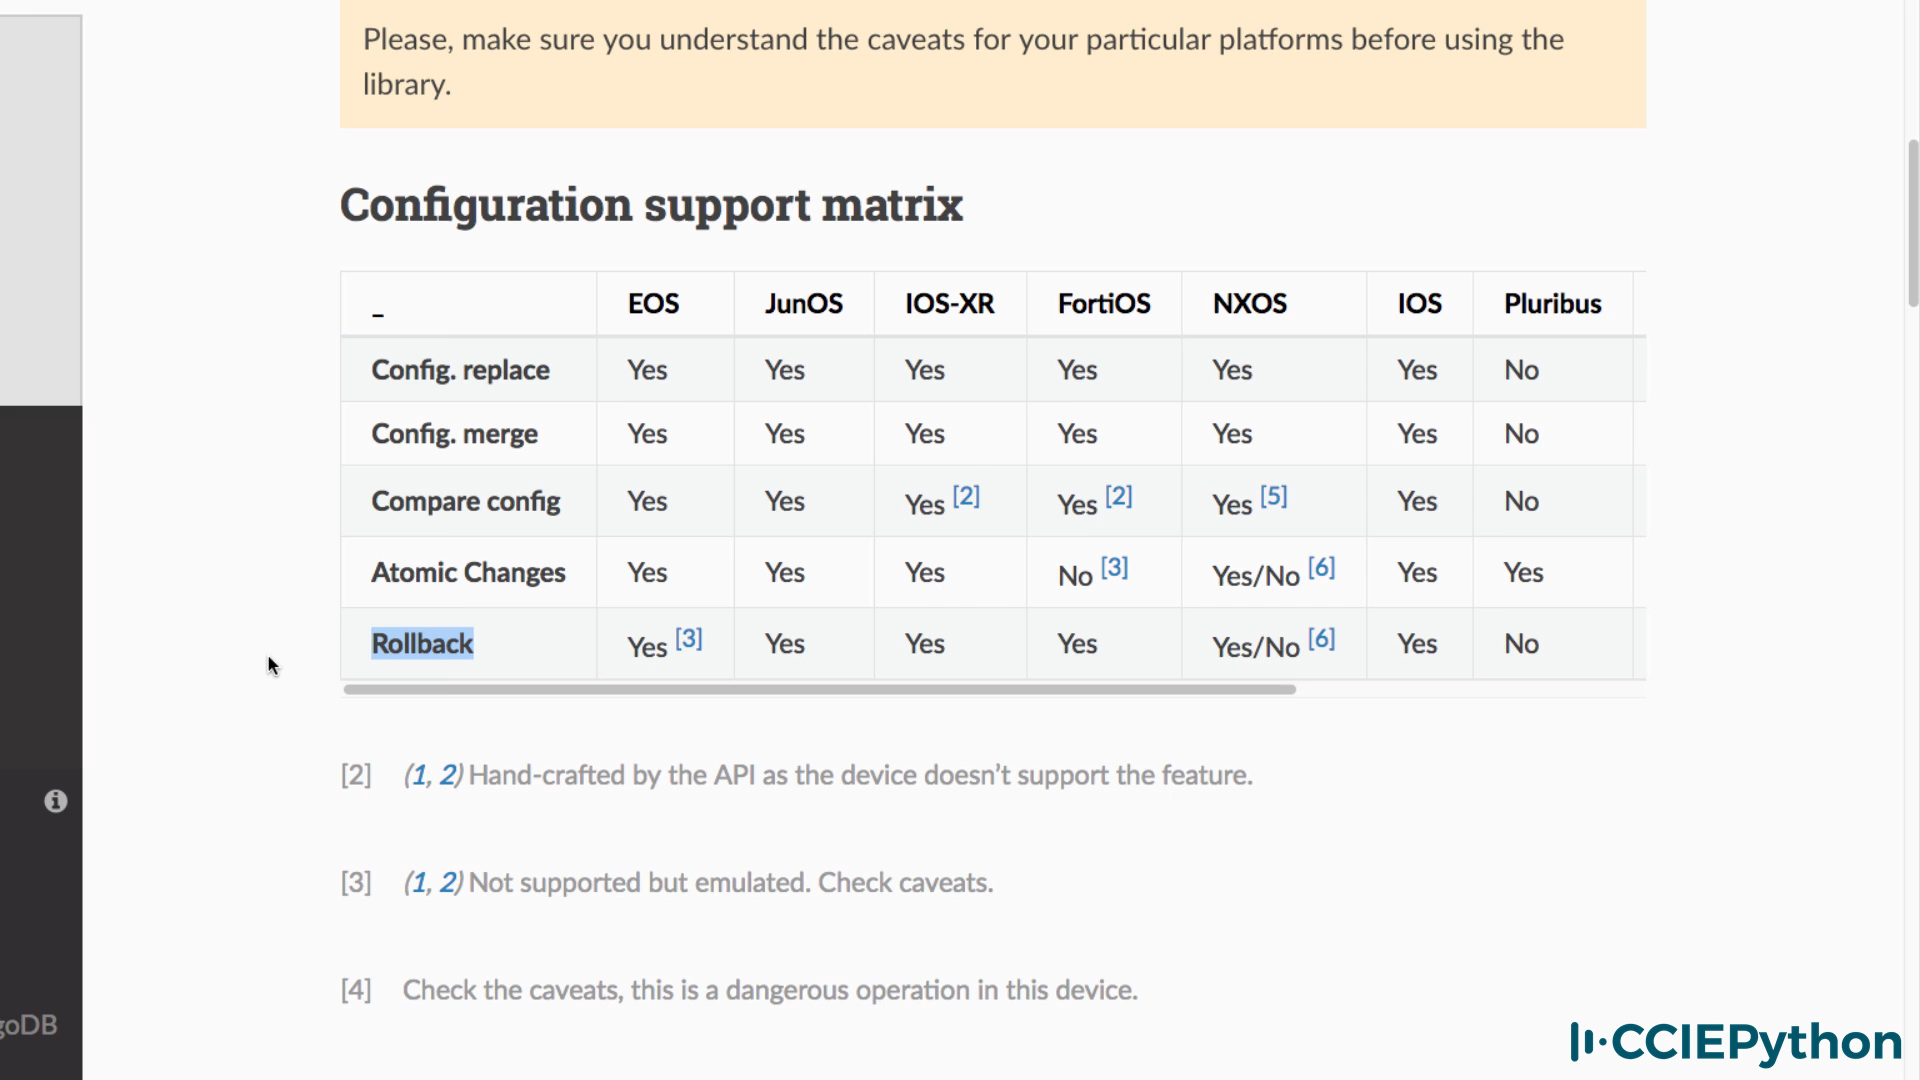 Please, make sure you understand the caveats for your particular platforms before using the
library.
Configuration support matrix
_ EOS JunOS IOS-XR FortiOS NXOS IOS Pluribus
Config. replace Yes Yes Yes Yes Yes Yes No
Config. merge Yes Yes Yes Yes Yes Yes No
Compare config Yes Yes Yes [2] Yes [2] Yes [5] Yes No
Atomic Changes Yes Yes Yes No [3] Yes/No [6] Yes Yes
Rollback Yes [3] Yes Yes Yes Yes/No [6] Yes No
[2] (1, 2) Hand-crafted by the API as the device doesn’t support the feature.
[3] (1, 2) Not supported but emulated. Check caveats.
[4] Check the caveats, this is a dangerous operation in this device.
goDB
CCIEPython